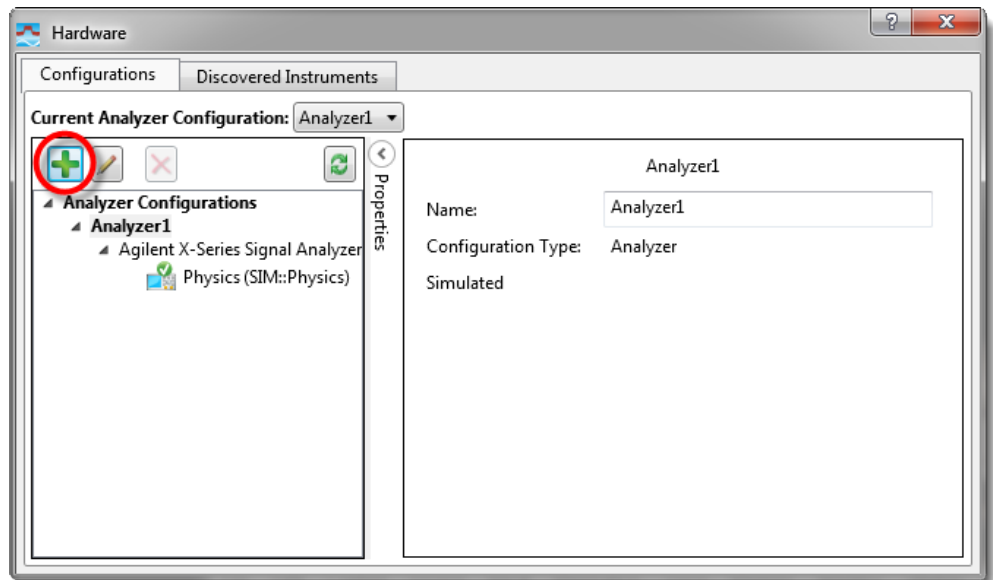 Hardware
?
Configurations
Discovered Instruments
Current Analyzer Configuration: Analyzer1
Analyzer Configurations
Analyzer1
Agilent X-Series Signal Analyzer
Physics (SIM::Physics)
Properties
Analyzer1
Name: Analyzer1
Configuration Type: Analyzer
Simulated